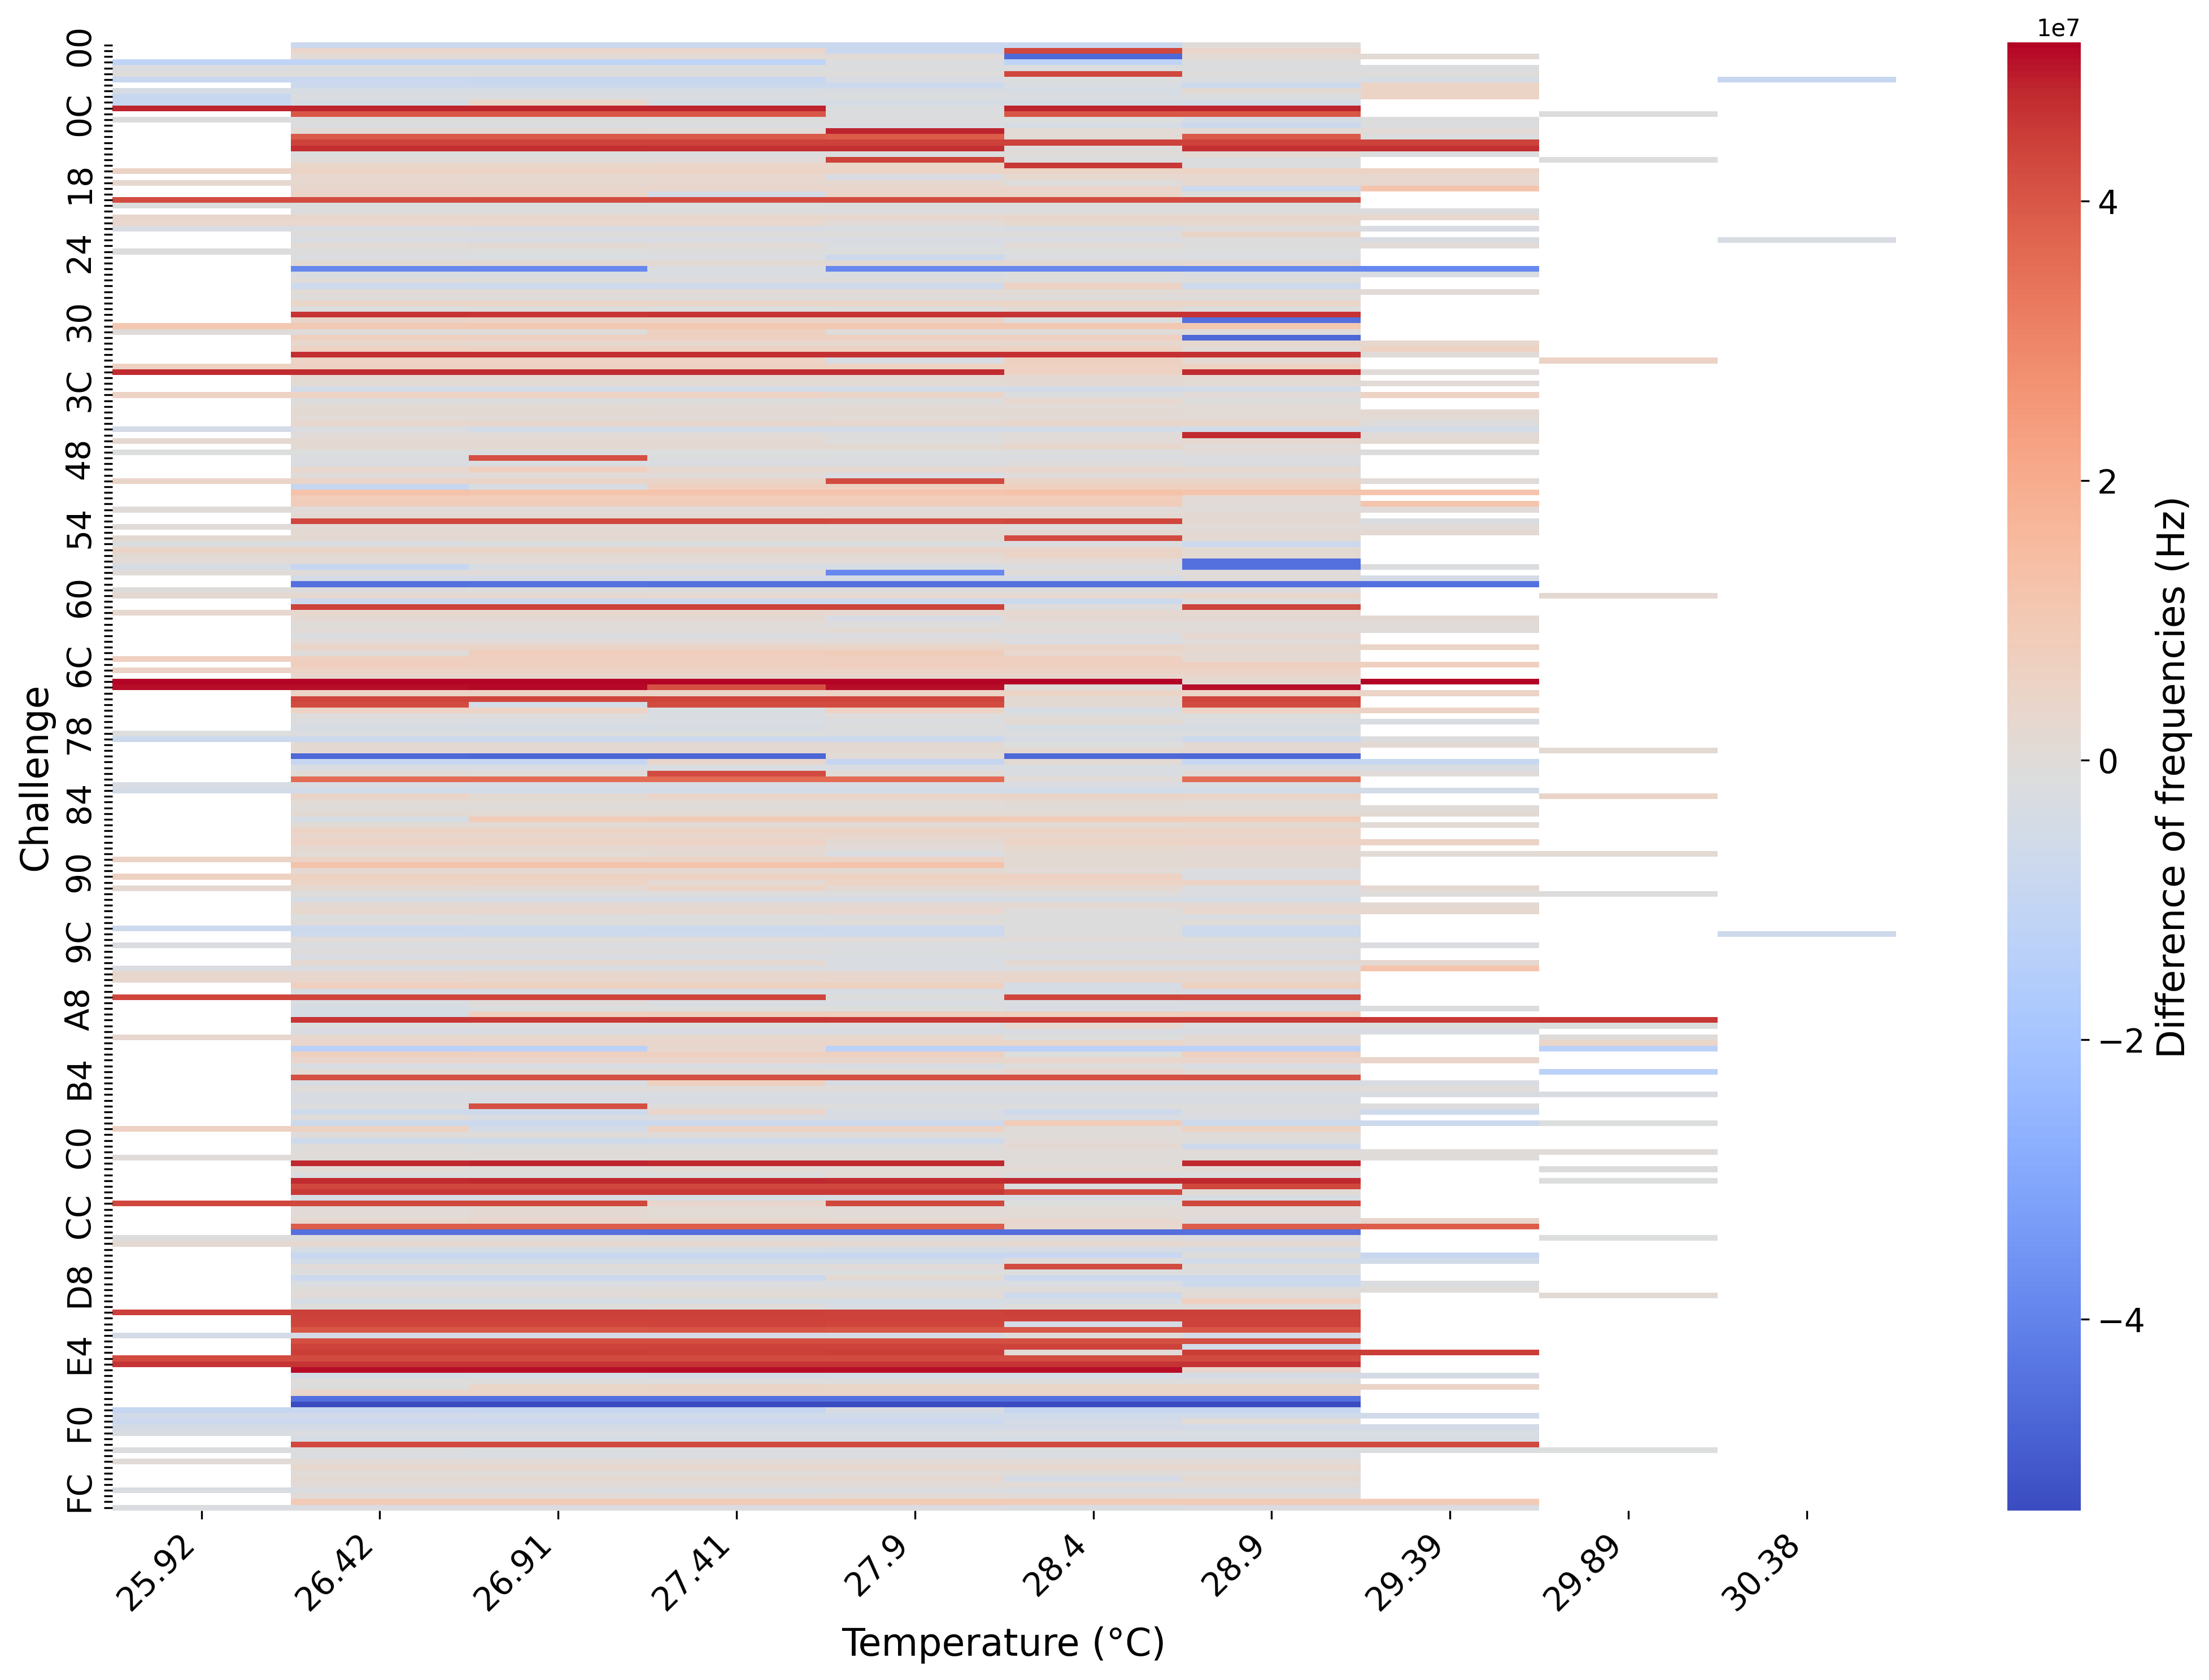 1e7
Challenge
00
0C
18
24
30
3C
48
54
60
6C
78
84
90
9C
A8
B4
C0
CC
D8
E4
F0
FC
25.92
26.42
26.91
27.41
27.9
28.4
28.9
29.39
29.89
30.38
Temperature (°C)
4
2
0
−2
−4
Difference of frequencies (Hz)